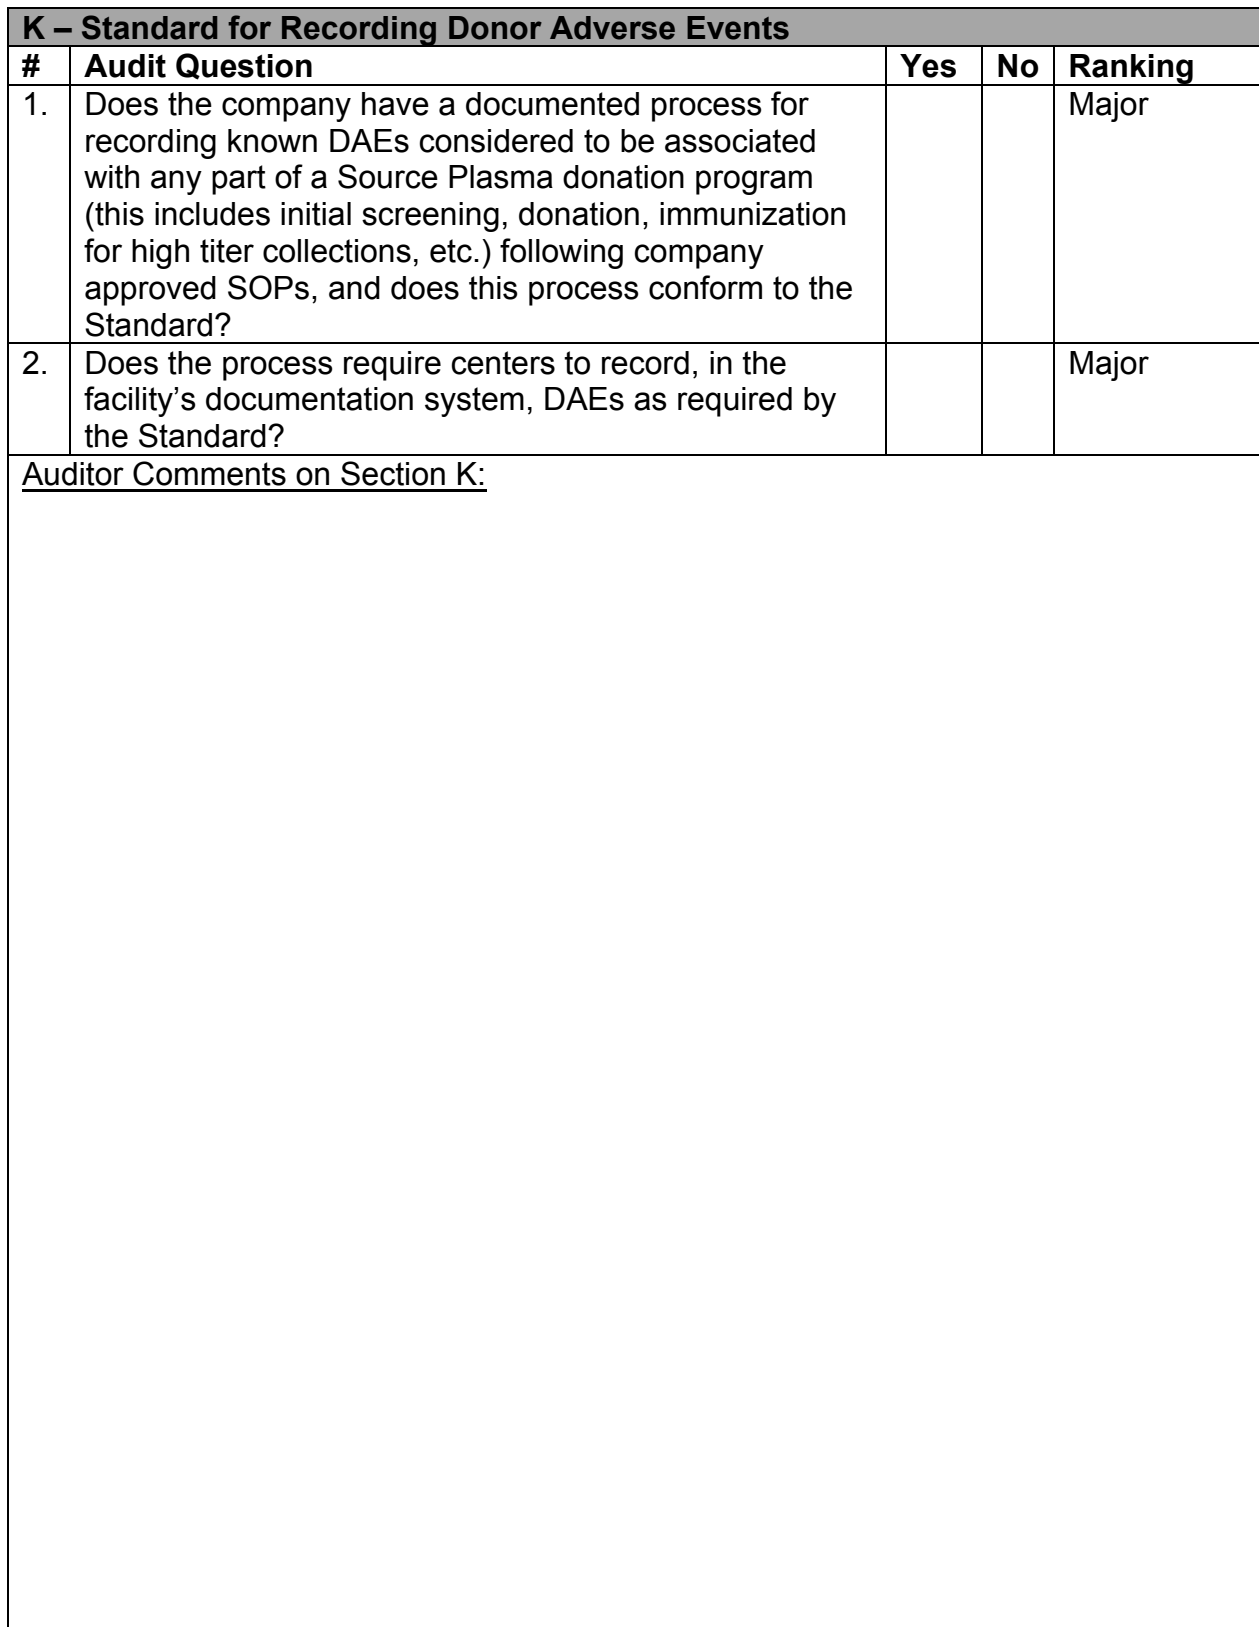 K – Standard for Recording Donor Adverse Events
# Audit Question Yes No Ranking
1. Does the company have a documented process for Major
recording known DAEs considered to be associated
with any part of a Source Plasma donation program
(this includes initial screening, donation, immunization
for high titer collections, etc.) following company
approved SOPs, and does this process conform to the
Standard?
2. Does the process require centers to record, in the Major
facility’s documentation system, DAEs as required by
the Standard?
Auditor Comments on Section K: